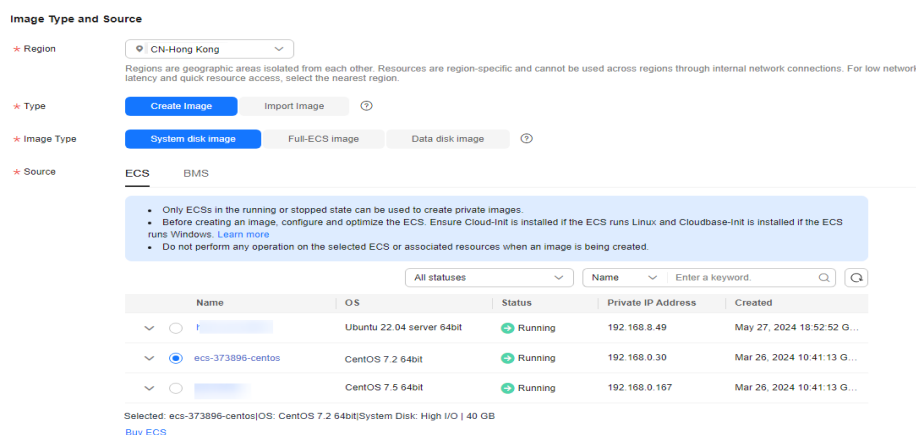 Image Type and Source
* Region
CN-Hong Kong
Regions are geographic areas isolated from each other. Resources are region-specific and cannot be used across regions through internal network connections. For low network
latency and quick resource access, select the nearest region.
* Type
Create Image
Import Image
?
* Image Type
System disk image
Full-ECS image
Data disk image
?
* Source
ECS
BMS
• Only ECSs in the running or stopped state can be used to create private images.
• Before creating an image, configure and optimize the ECS. Ensure Cloud-Init is installed if the ECS runs Linux and Cloudbase-Init is installed if the ECS
runs Windows. Learn more
• Do not perform any operation on the selected ECS or associated resources when an image is being created.
All statuses
Name
Enter a keyword.
Name OS Status Private IP Address Created
Ubuntu 22.04 server 64bit Running 192.168.8.49 May 27, 2024 18:52:52 G...
ecs-373896-centos CentOS 7.2 64bit Running 192.168.0.30 Mar 26, 2024 10:41:13 G...
CentOS 7.5 64bit Running 192.168.0.167 Mar 26, 2024 10:41:13 G...
Selected: ecs-373896-centos|OS: CentOS 7.2 64bit|System Disk: High I/O | 40 GB
Buy ECS